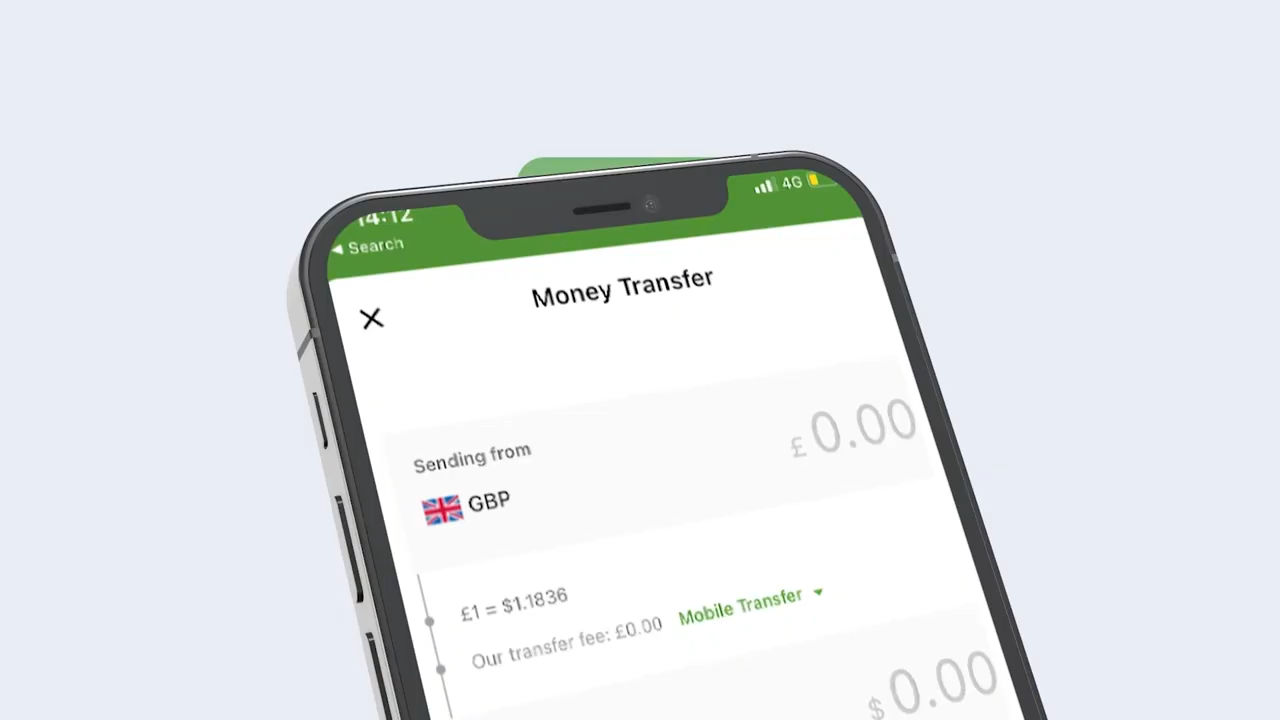 14:12
4G
◀ Search
Money Transfer
£ 0.00
Sending from
GBP
£1 = $1.1836
Our transfer fee: £0.00 Mobile Transfer
$ 0.00